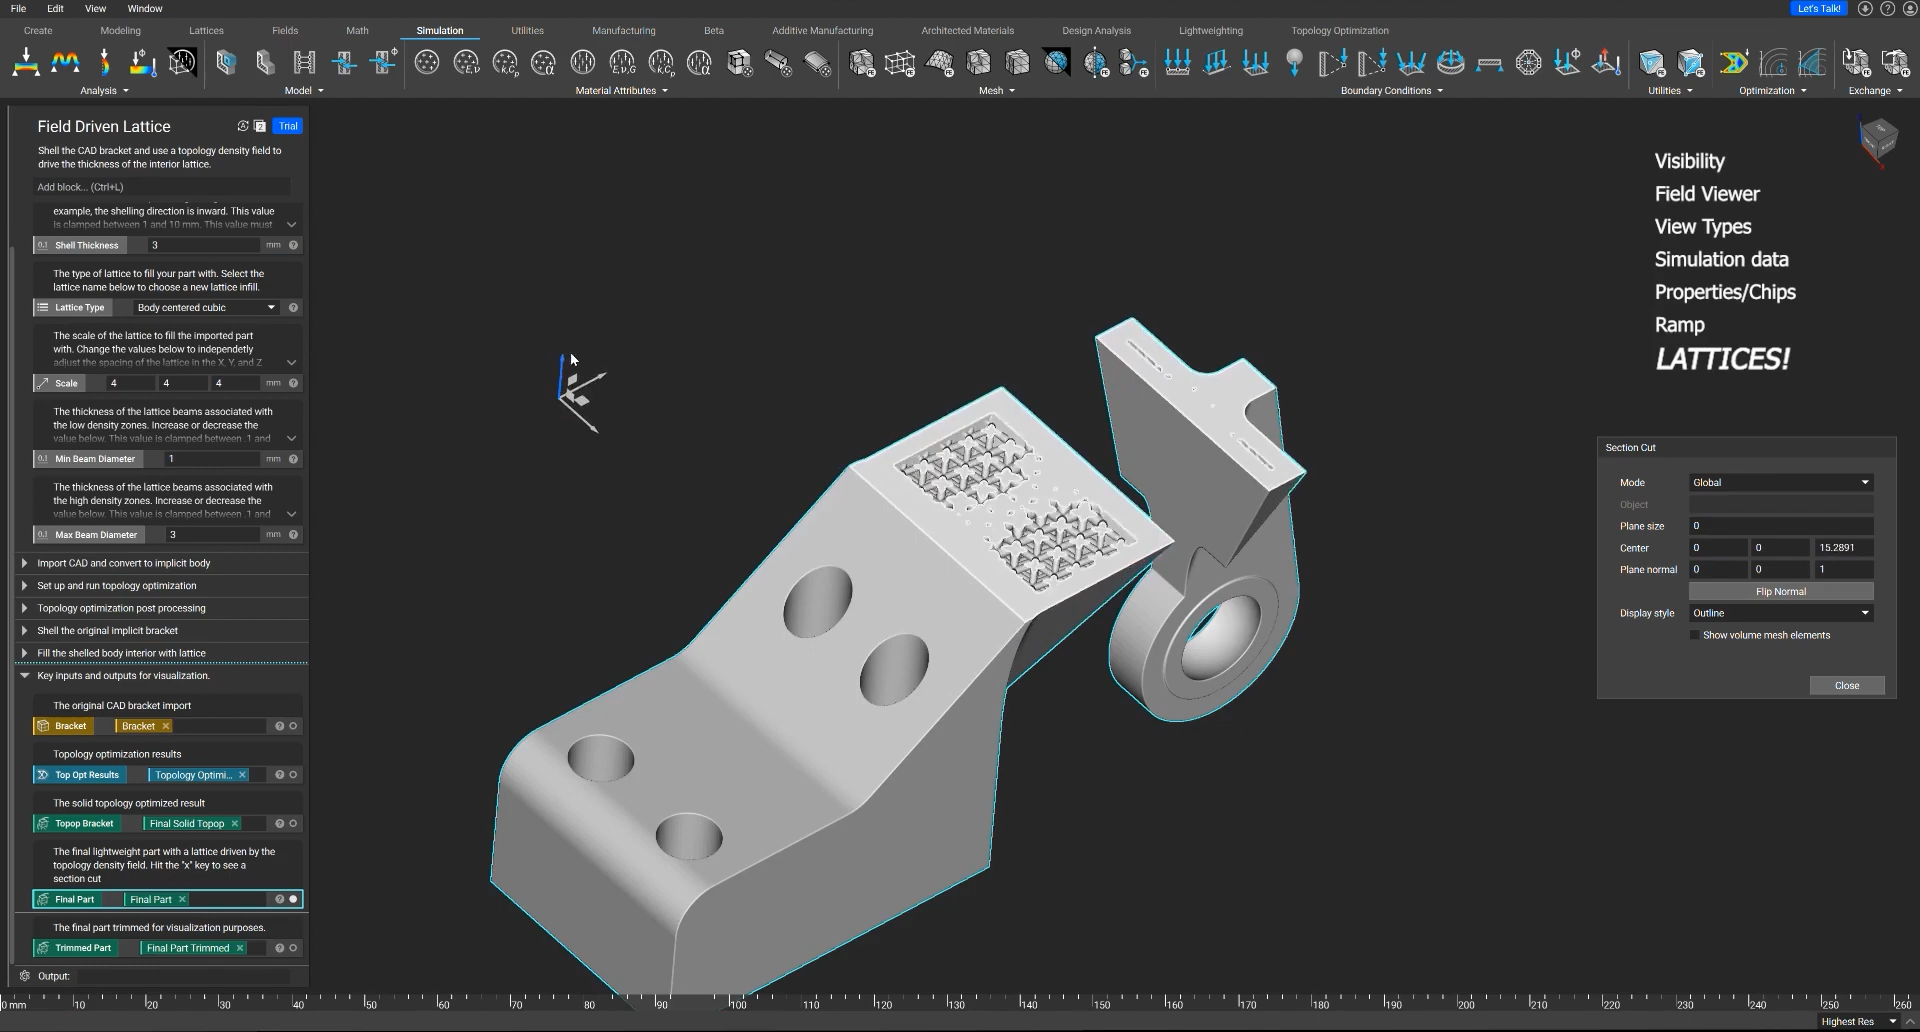 File Edit View Window Let's Talk!
Create Modeling Lattices Fields Math Simulation Utilities Manufacturing Beta Additive Manufacturing Architected Materials Design Analysis Lightweighting Topology Optimization
Analysis Model Material Attributes Mesh Boundary Conditions Utilities Optimization Exchange
Field Driven Lattice Trial
Shell the CAD bracket and use a topology density field to
drive the thickness of the interior lattice.
Add block... (Ctrl+L)
example, the shelling direction is inward. This value
is clamped between 1 and 10 mm. This value must
0.1 Shell Thickness 3 mm
The type of lattice to fill your part with. Select the
lattice name below to choose a new lattice infill.
Lattice Type Body centered cubic
The scale of the lattice to fill the imported part
with. Change the values below to independetly
adjust the spacing of the lattice in the X, Y, and Z
Scale 4 4 4 mm
The thickness of the lattice beams associated with
the low density zones. Increase or decrease the
value below. This value is clamped between .1 and
0.1 Min Beam Diameter 1 mm
The thickness of the lattice beams associated with
the high density zones. Increase or decrease the
value below. This value is clamped between .1 and
0.1 Max Beam Diameter 3 mm
Import CAD and convert to implicit body
Set up and run topology optimization
Topology optimization post processing
Shell the original implicit bracket
Fill the shelled body interior with lattice
Key inputs and outputs for visualization.
The original CAD bracket import
Bracket Bracket
Topology optimization results
Top Opt Results Topology Optimi...
The solid topology optimized result
Topop Bracket Final Solid Topop
The final lightweight part with a lattice driven by the
topology density field. Hit the "x" key to see a
section cut
Final Part Final Part
The final part trimmed for visualization purposes.
Trimmed Part Final Part Trimmed
Output:
Visibility
Field Viewer
View Types
Simulation data
Properties/Chips
Ramp
LATTICES!
Section Cut
Mode Global
Object
Plane size 0
Center 0 0 15.2891
Plane normal 0 0 1
Flip Normal
Display style Outline
Show volume mesh elements
Close
0 mm 10 20 30 40 50 60 70 80 90 100 110 120 130 140 150 160 170 180 190 200 210 220 230 240 250 260
Highest Res